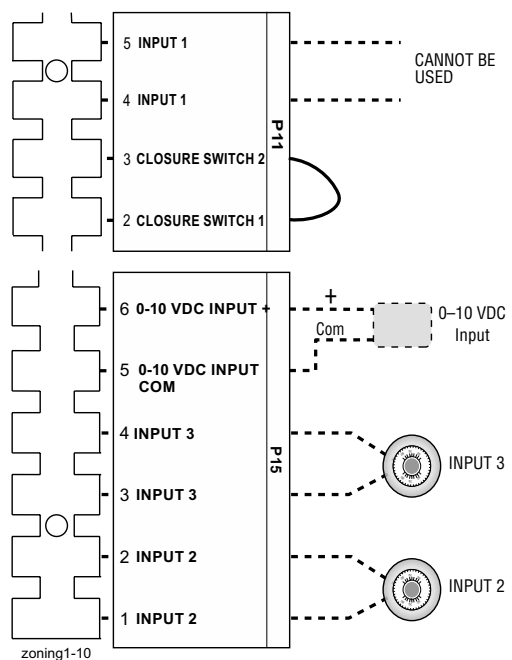 5 INPUT 1
CANNOT BE
USED
4 INPUT 1
P11
3 CLOSURE SWITCH 2
2 CLOSURE SWITCH 1
6 0-10 VDC INPUT +
+
0–10 VDC
Input
Com
5 0-10 VDC INPUT
COM
4 INPUT 3
P15
INPUT 3
3 INPUT 3
2 INPUT 2
INPUT 2
1 INPUT 2
zoning1-10